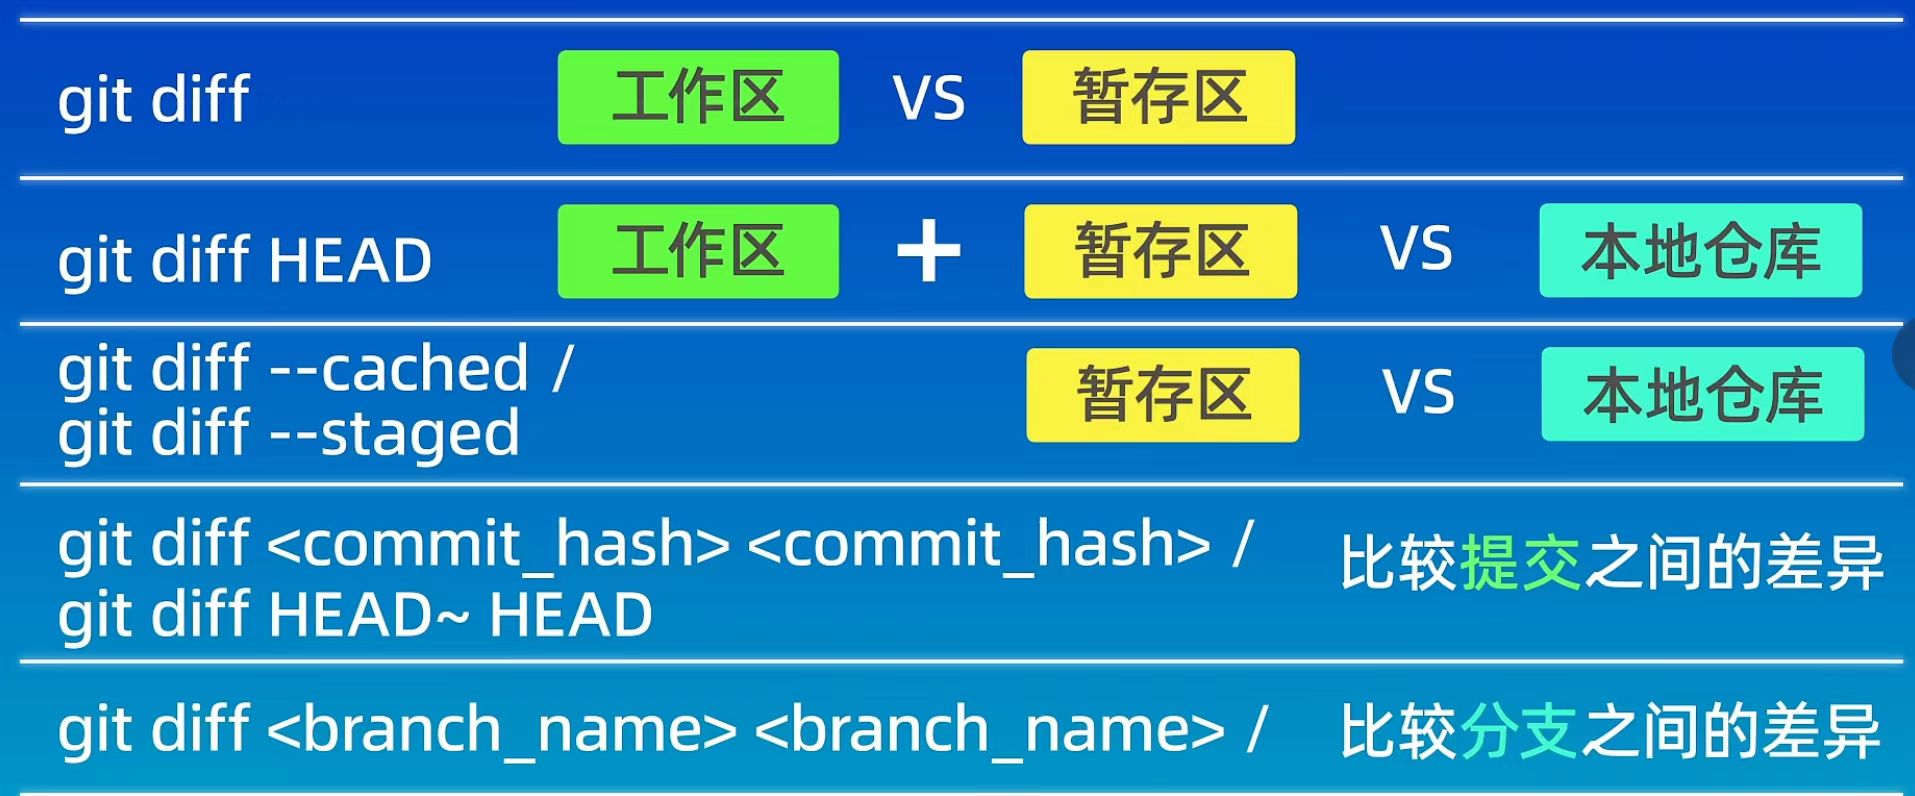 git diff 工作区 VS 暂存区
git diff HEAD 工作区 + 暂存区 VS 本地仓库
git diff --cached /
git diff --staged
暂存区 VS 本地仓库
git diff <commit_hash> <commit_hash> /
git diff HEAD~ HEAD
比较提交之间的差异
git diff <branch_name> <branch_name> /
比较分支之间的差异